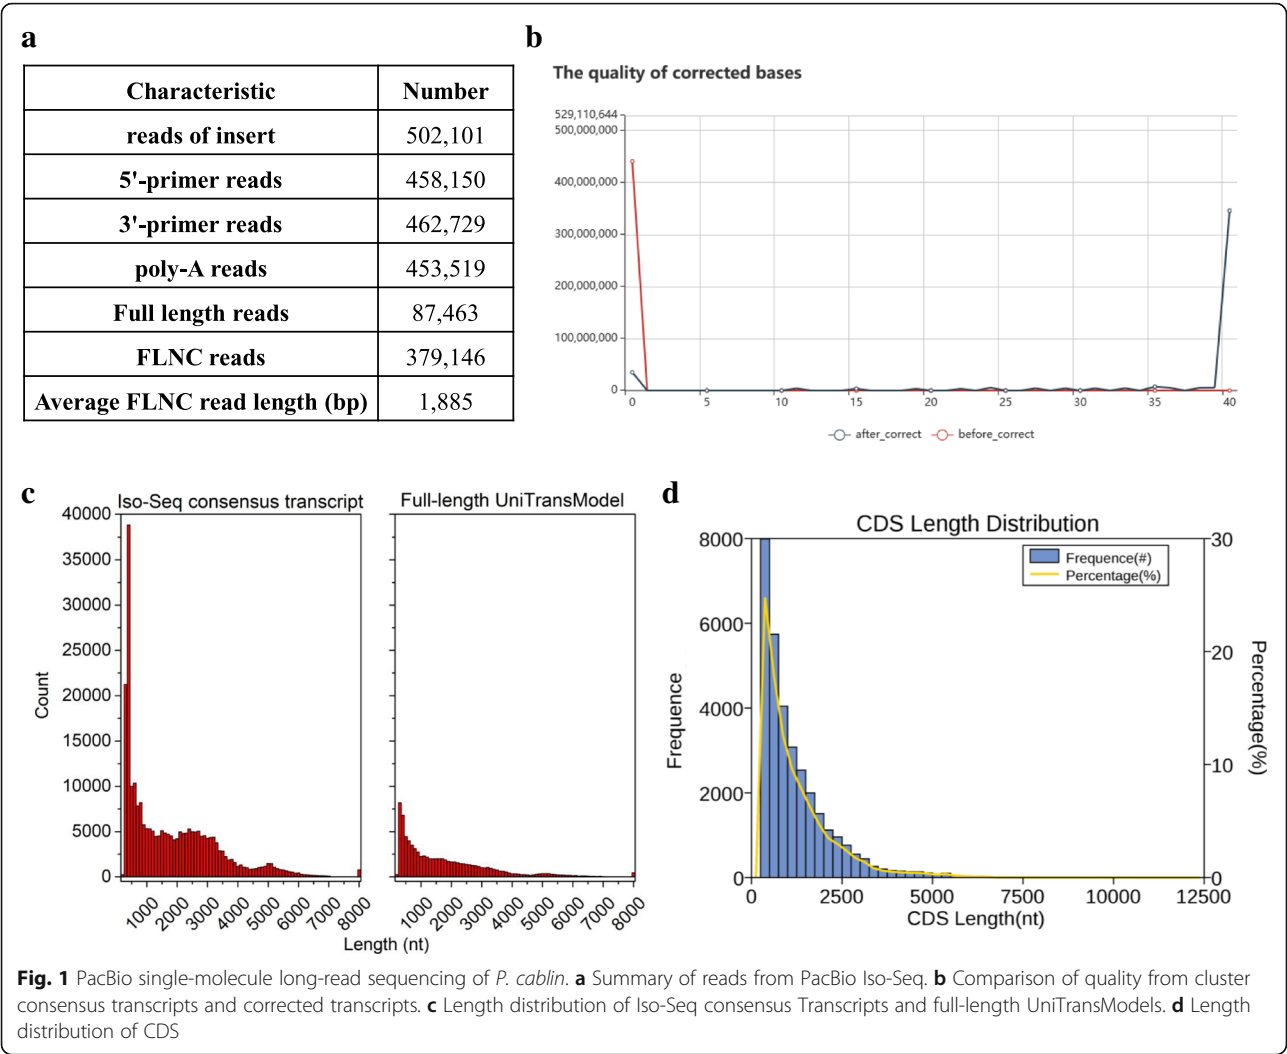 a
Characteristic Number
reads of insert 502,101
5'-primer reads 458,150
3'-primer reads 462,729
poly-A reads 453,519
Full length reads 87,463
FLNC reads 379,146
Average FLNC read length (bp) 1,885
b
The quality of corrected bases
529,110,644
500,000,000
400,000,000
300,000,000
200,000,000
100,000,000
0
0 5 10 15 20 25 30 35 40
after_correct before_correct
c
Iso-Seq consensus transcript Full-length UniTransModel
Count
40000
35000
30000
25000
20000
15000
10000
5000
0
1000 2000 3000 4000 5000 6000 7000 8000 1000 2000 3000 4000 5000 6000 7000 8000
Length (nt)
d
CDS Length Distribution
Frequence(#)
Percentage(%)
Frequence
8000
6000
4000
2000
0
30
20
10
0
Percentage(%)
0 2500 5000 7500 10000 12500
CDS Length(nt)
Fig. 1 PacBio single-molecule long-read sequencing of P. cablin. a Summary of reads from PacBio Iso-Seq. b Comparison of quality from cluster
consensus transcripts and corrected transcripts. c Length distribution of Iso-Seq consensus Transcripts and full-length UniTransModels. d Length
distribution of CDS